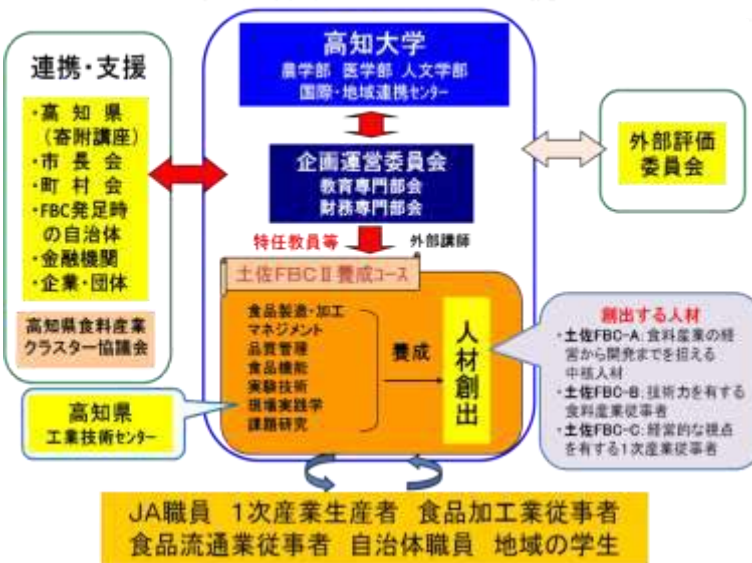 連携・支援
・高知県
(寄附講座)
・市長会
・町村会
・FBC発足時
の自治体
・金融機関
・企業・団体
高知県食料産業
クラスター協議会
高知県
工業技術センター
高知大学
農学部 医学部 人文学部
国際・地域連携センター
企画運営委員会
教育専門部会
財務専門部会
特任教員等
外部講師
土佐FBCⅡ養成コース
食品製造・加工
マネジメント
品質管理
食品機能
実験技術
現場実践学
課題研究
養成
人材創出
外部評価
委員会
創出する人材
・土佐FBC-A:食料産業の経
営から開発までを担える
中核人材
・土佐FBC-B:技術力を有する
食料産業従事者
・土佐FBC-C:経営的な視点
を有する1次産業従事者
JA職員 1次産業生産者 食品加工業従事者
食品流通業従事者 自治体職員 地域の学生